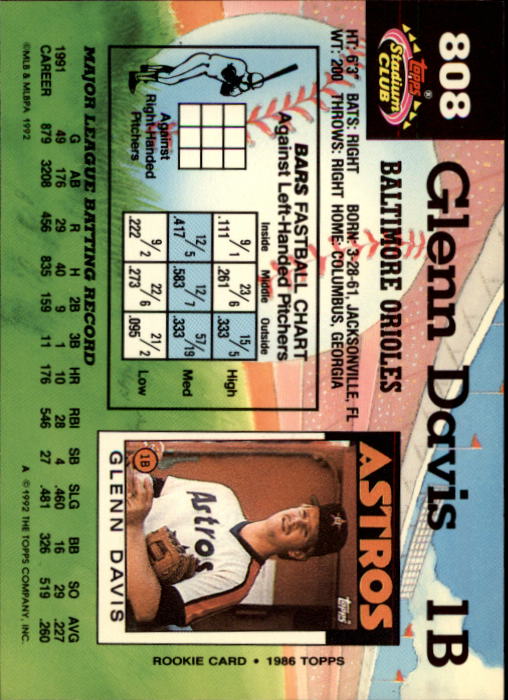 808
Topps
Stadium
CLUB
Glenn Davis 1B
BALTIMORE ORIOLES
HT: 6'3" BATS: RIGHT BORN: 3-28-61, JACKSONVILLE, FL
WT: 200 THROWS: RIGHT HOME: COLUMBUS, GEORGIA
BARS FASTBALL CHART
Against Left-Handed Pitchers
Inside Middle Outside
9/1 .111 23/6 .261 15/5 .333 High
12/5 .417 12/7 .583 57/19 .333 Med
9/2 .222 22/6 .273 21/2 .095 Low
Against
Right-Handed
Pitchers
ASTROS
topps
Astros
1B
GLENN DAVIS
ROOKIE CARD • 1986 TOPPS
MAJOR LEAGUE BATTING RECORD
G AB R H 2B 3B HR RBI SB SLG BB SO AVG
1991 49 176 29 40 9 1 10 28 4 .460 16 29 .227
CAREER 879 3208 456 835 159 11 176 546 27 .481 326 519 .260
©MLB & MLBPA 1992
A ©1992 THE TOPPS COMPANY, INC.